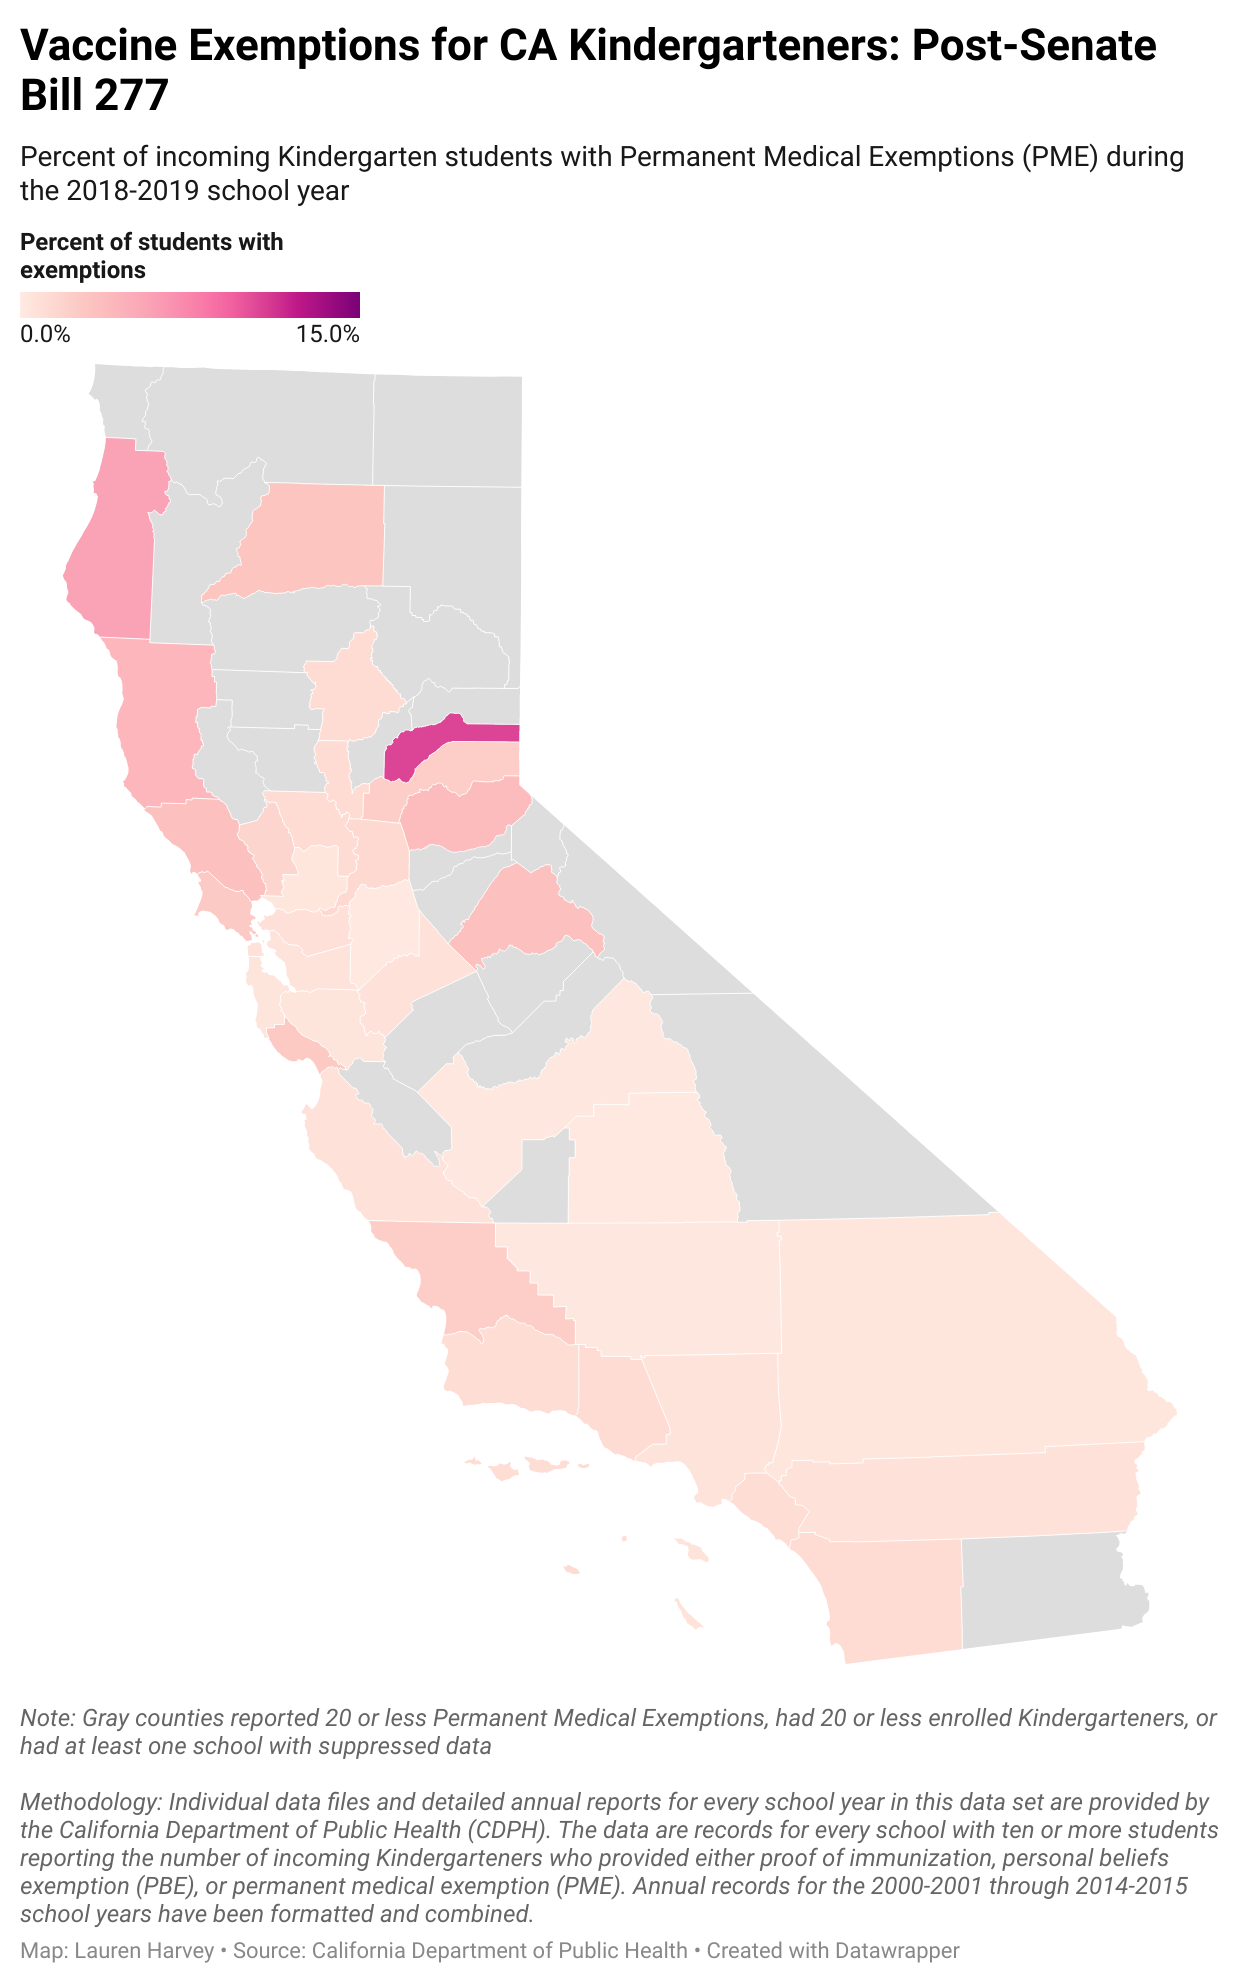 Vaccine Exemptions for CA Kindergarteners: Post-Senate
Bill 277
Percent of incoming Kindergarten students with Permanent Medical Exemptions (PME) during
the 2018-2019 school year
Percent of students with
exemptions
0.0% 15.0%
Note: Gray counties reported 20 or less Permanent Medical Exemptions, had 20 or less enrolled Kindergarteners, or
had at least one school with suppressed data
Methodology: Individual data files and detailed annual reports for every school year in this data set are provided by
the California Department of Public Health (CDPH). The data are records for every school with ten or more students
reporting the number of incoming Kindergarteners who provided either proof of immunization, personal beliefs
exemption (PBE), or permanent medical exemption (PME). Annual records for the 2000-2001 through 2014-2015
school years have been formatted and combined.
Map: Lauren Harvey • Source: California Department of Public Health • Created with Datawrapper